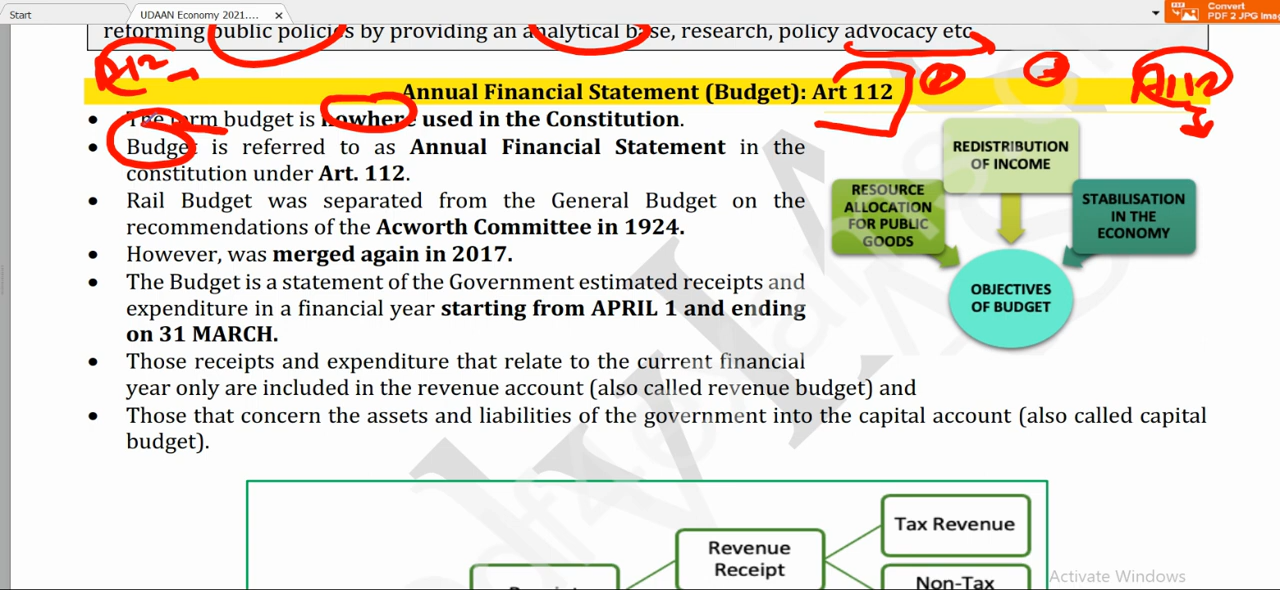 Start
UDAAN Economy 2021....
Convert
PDF 2 JPG Imag
reforming public policies by providing an analytical base, research, policy advocacy etc
A12
A112
Annual Financial Statement (Budget): Art 112
The term budget is nowhere used in the Constitution.
Budget is referred to as Annual Financial Statement in the
constitution under Art. 112.
Rail Budget was separated from the General Budget on the
recommendations of the Acworth Committee in 1924.
However, was merged again in 2017.
The Budget is a statement of the Government estimated receipts and
expenditure in a financial year starting from APRIL 1 and ending
on 31 MARCH.
Those receipts and expenditure that relate to the current financial
year only are included in the revenue account (also called revenue budget) and
Those that concern the assets and liabilities of the government into the capital account (also called capital
budget).
REDISTRIBUTION
OF INCOME
RESOURCE
ALLOCATION
FOR PUBLIC
GOODS
STABILISATION
IN THE
ECONOMY
OBJECTIVES
OF BUDGET
Tax Revenue
Revenue
Receipt
Non-Tax
Activate Windows